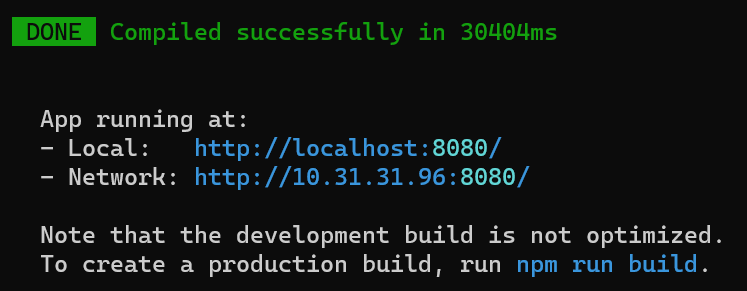 DONE Compiled successfully in 30404ms
App running at:
- Local: http://localhost:8080/
- Network: http://10.31.31.96:8080/
Note that the development build is not optimized.
To create a production build, run npm run build.